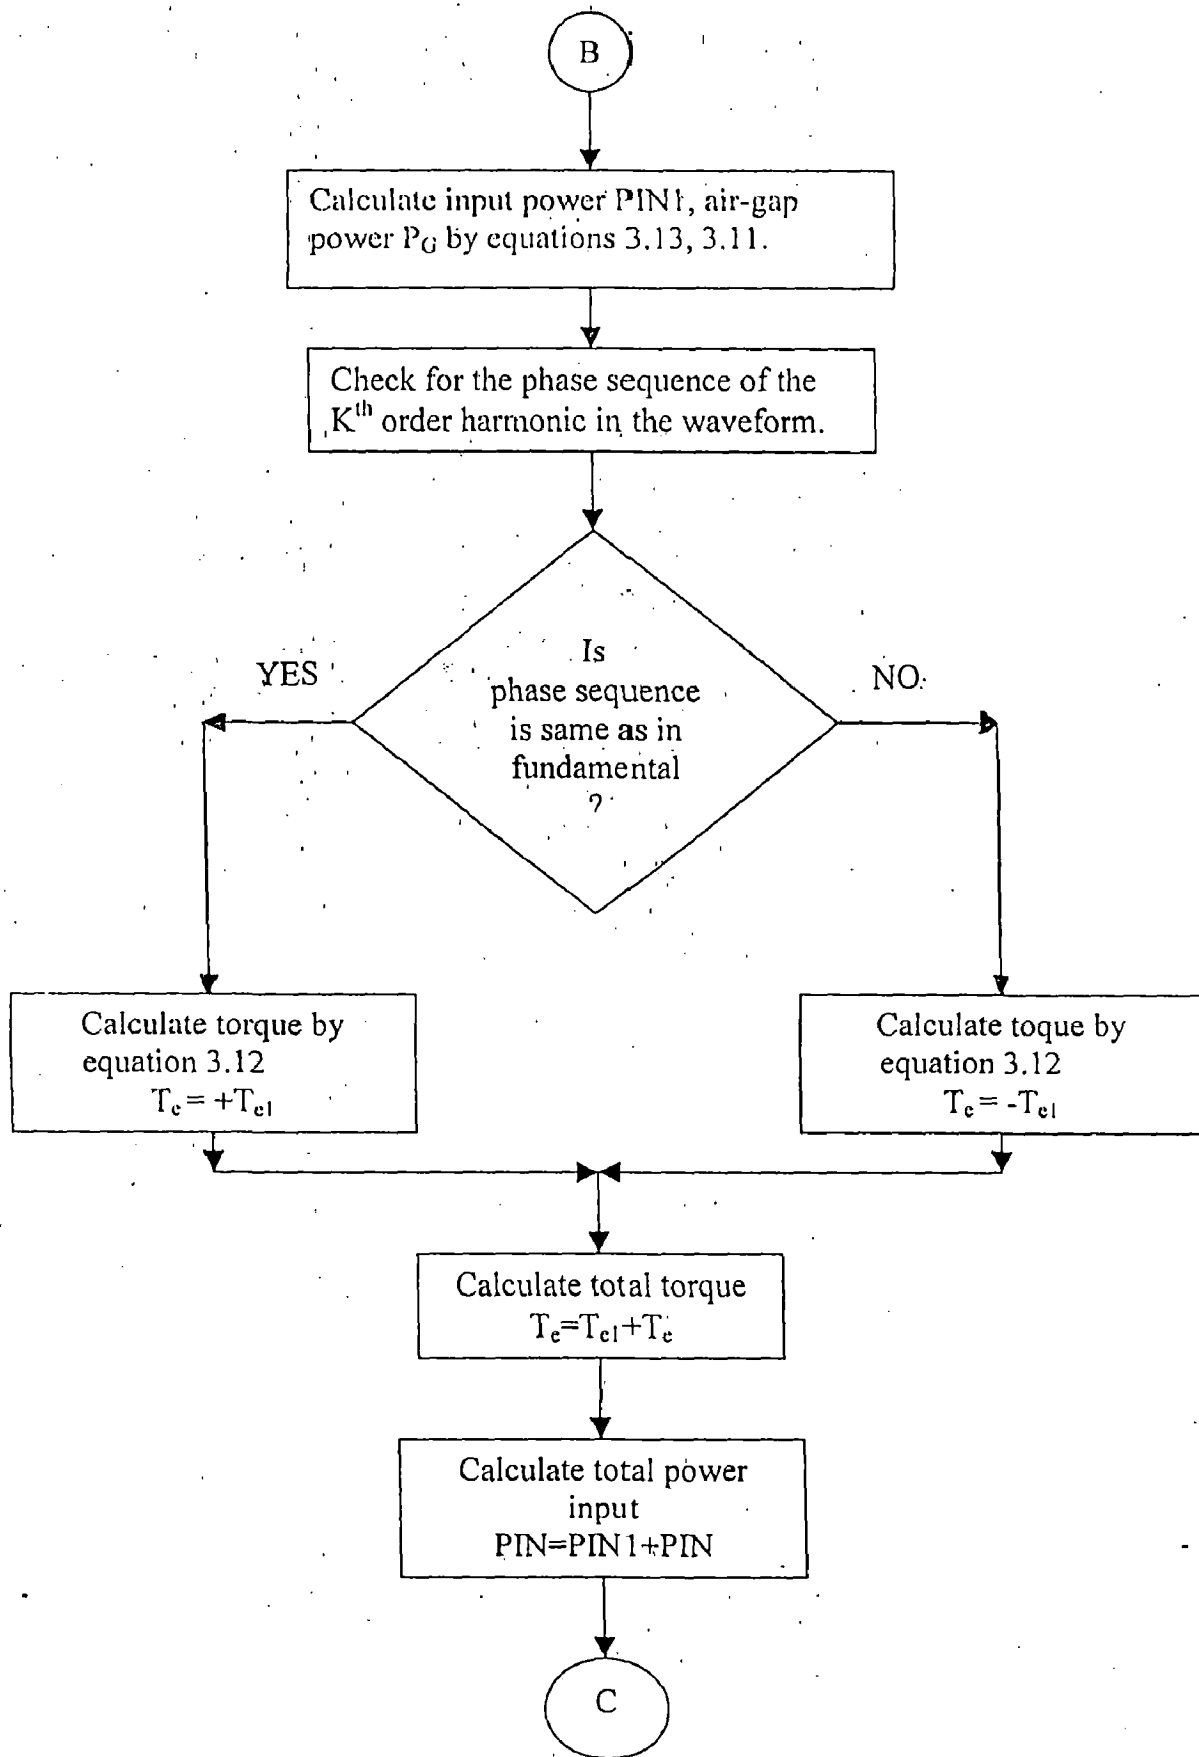 B
Calculate input power PIN1, air-gap
power PG by equations 3.13, 3.11.
Check for the phase sequence of the
Kth order harmonic in the waveform.
Is
phase sequence
is same as in
fundamental
?
YES
NO
Calculate torque by
equation 3.12
Te = +Te1
Calculate toque by
equation 3.12
Te = -Te1
Calculate total torque
Te=Te1+Te
Calculate total power
input
PIN=PIN1+PIN
C